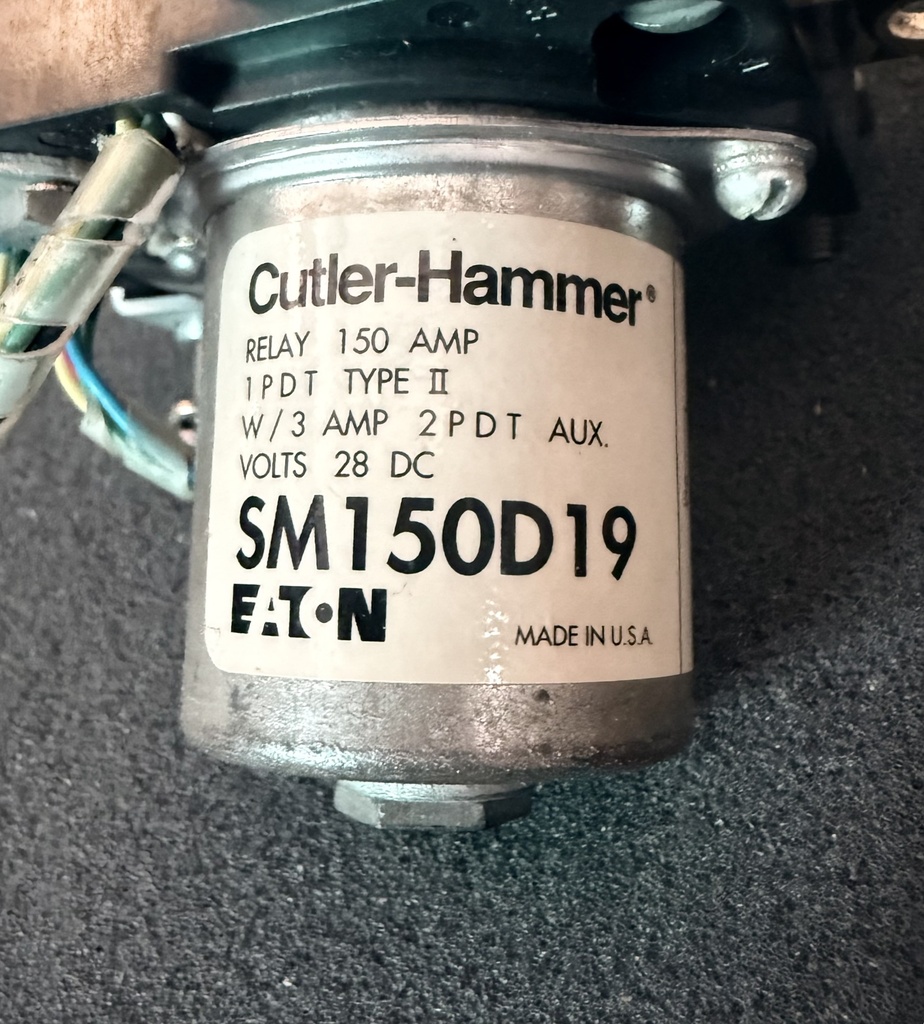 Cutler-Hammer®
RELAY 150 AMP
1PDT TYPE II
W/3 AMP 2PDT AUX.
VOLTS 28 DC
SM150D19
EATON
MADE IN U.S.A.